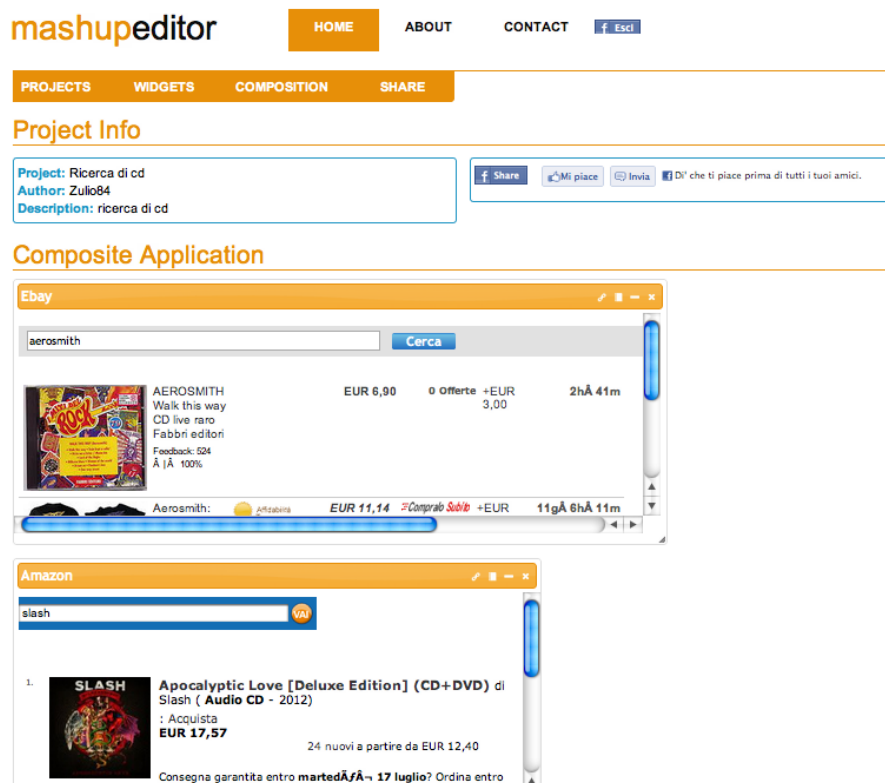 mashupeditor
HOME ABOUT CONTACT f Esci
PROJECTS WIDGETS COMPOSITION SHARE
Project Info
Project: Ricerca di cd
Author: Zulio84
Description: ricerca di cd
f Share Mi piace Invia f Di' che ti piace prima di tutti i tuoi amici.
Composite Application
Ebay
aerosmith Cerca
AEROSMITH EUR 6,90 0 Offerte +EUR 2hÂ 41m
Walk this way 3,00
CD live raro
Fabbri editori
Feedback: 524
Â |Â 100%
ROCK
Aerosmith: Affidabilità EUR 11,14 Compralo Subito +EUR 11gÂ 6hÂ 11m
Amazon
slash VAI
1. SLASH Apocalyptic Love [Deluxe Edition] (CD+DVD) di
Slash ( Audio CD - 2012)
: Acquista
EUR 17,57
24 nuovi a partire da EUR 12,40
Consegna garantita entro martedÃƒÂ¬ 17 luglio? Ordina entro